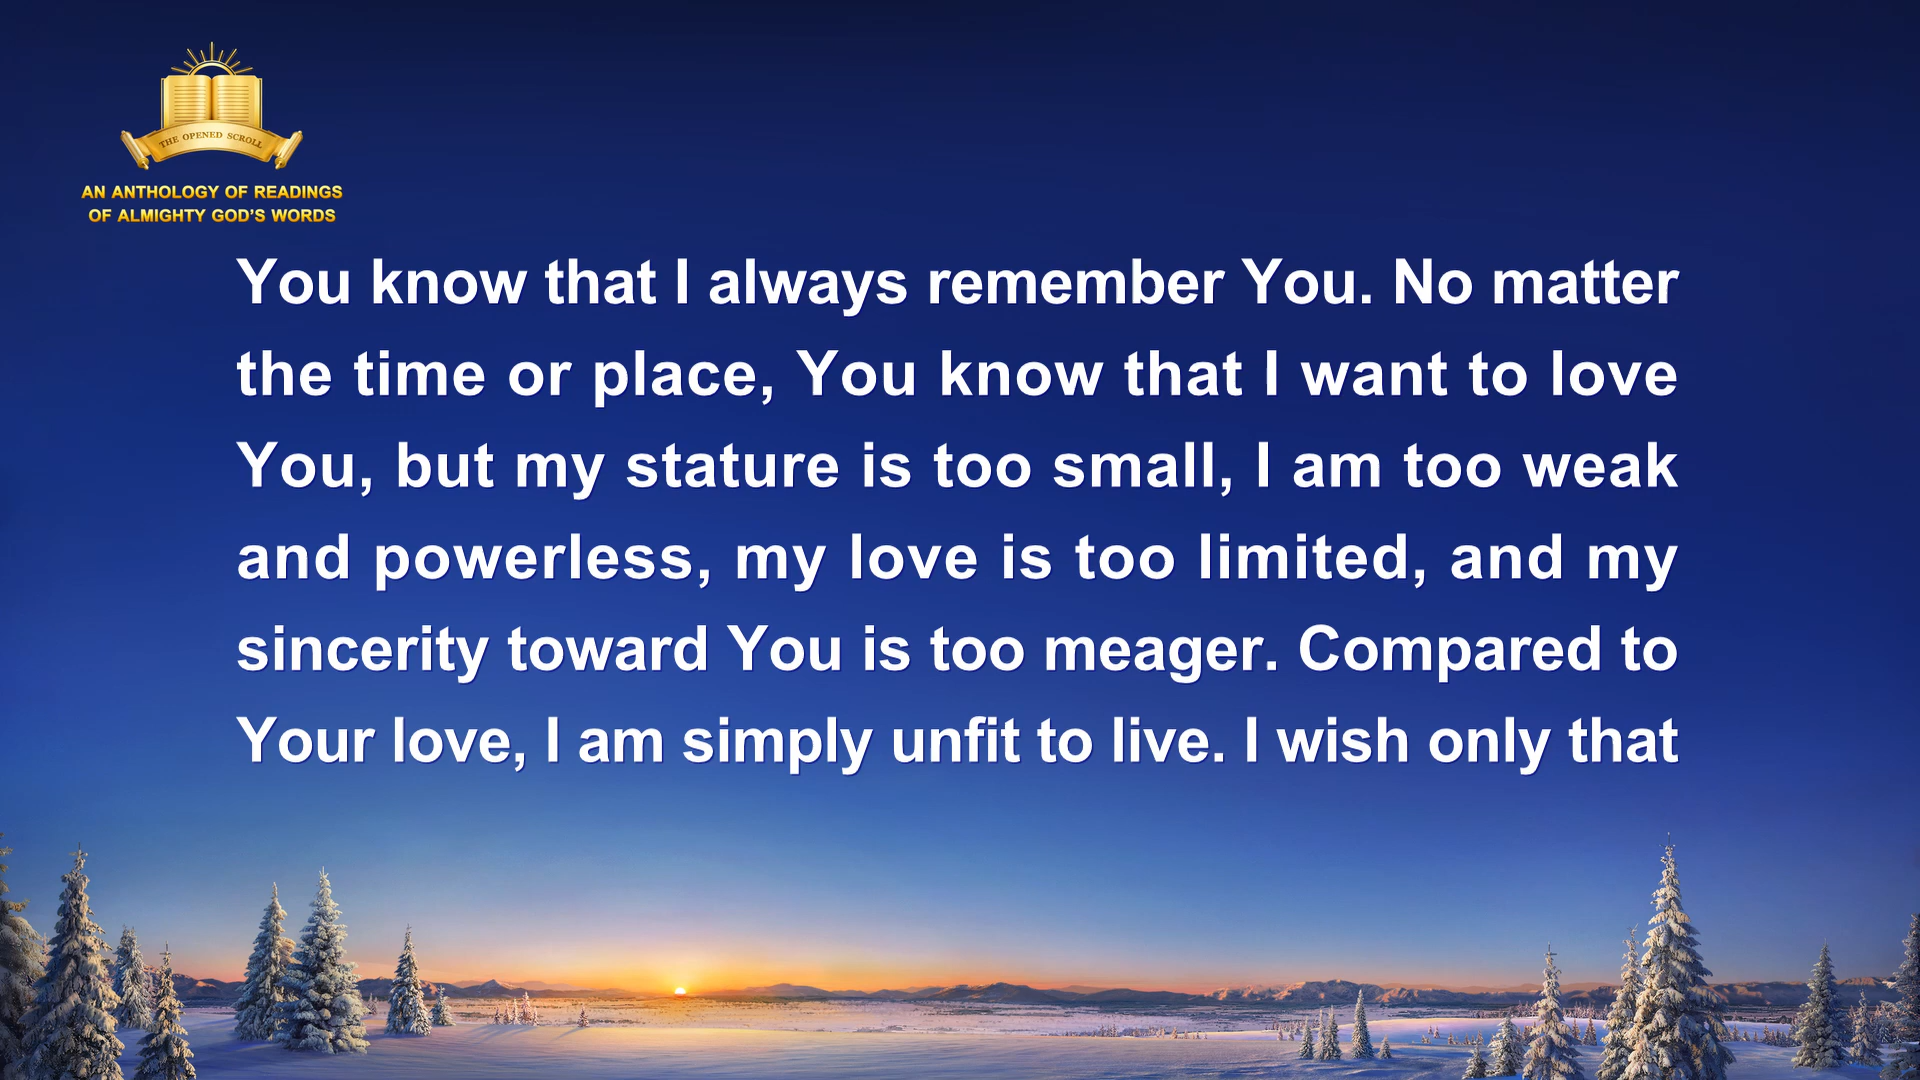 THE OPENED SCROLL
AN ANTHOLOGY OF READINGS
OF ALMIGHTY GOD'S WORDS
You know that I always remember You. No matter
the time or place, You know that I want to love
You, but my stature is too small, I am too weak
and powerless, my love is too limited, and my
sincerity toward You is too meager. Compared to
Your love, I am simply unfit to live. I wish only that